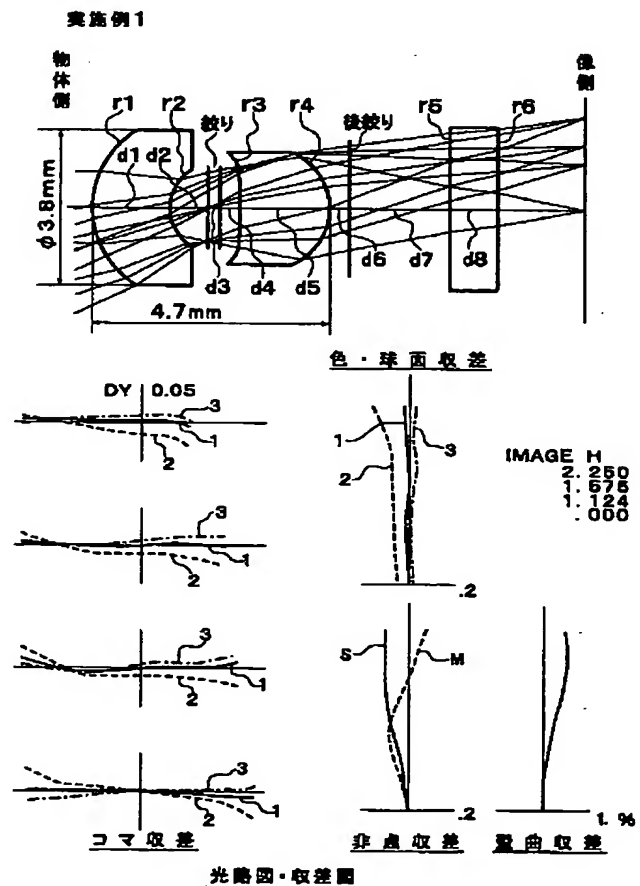 実施例1
物体側
像側
r1
r2
絞り
r3
r4
後絞り
r5
r6
d1
d2
φ3.8mm
d3
d4
d5
d6
d7
d8
4.7mm
DY 0.05
3
1
2
3
1
2
3
1
2
3
2
1
コマ収差
色・球面収差
1
2
3
.2
IMAGE H
2.250
1.575
1.124
.000
S
M
.2
非点収差
1.%
歪曲収差
光路図・収差図